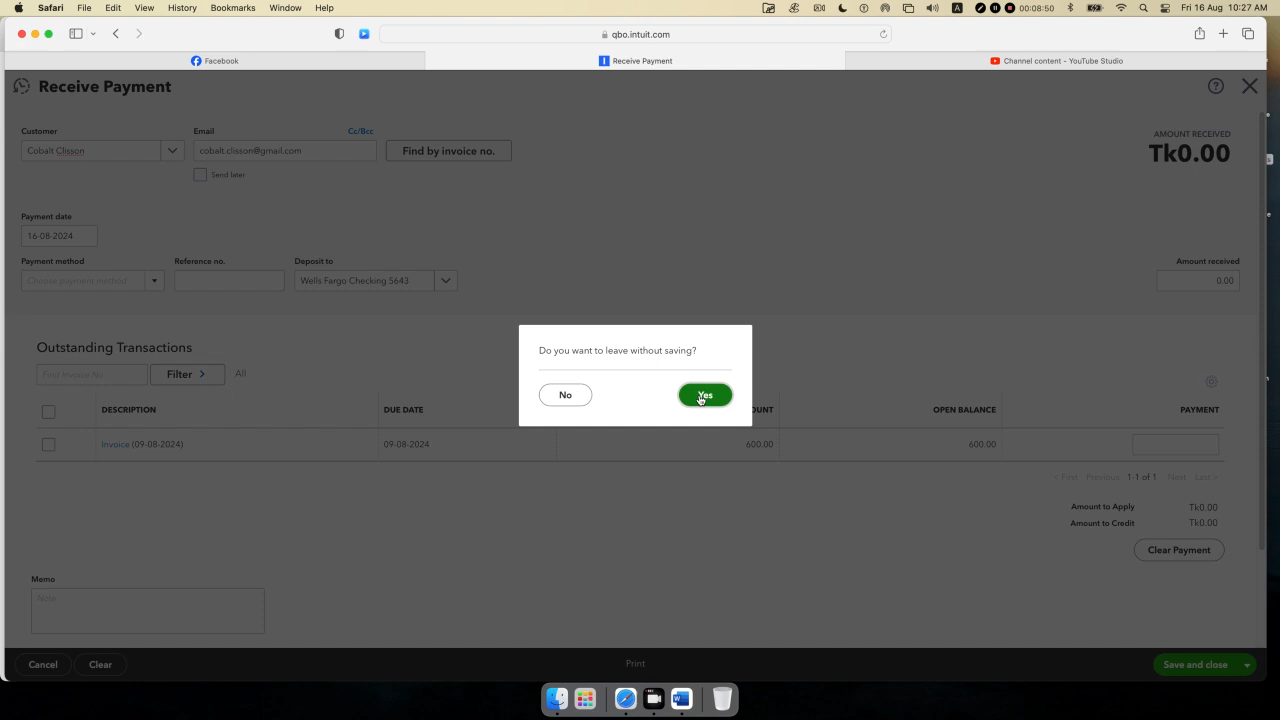 Safari File Edit View History Bookmarks Window Help A 00:08:50 Fri 16 Aug 10:27 AM
qbo.intuit.com
Facebook Receive Payment Channel content - YouTube Studio
Receive Payment
Customer Email Cc/Bcc AMOUNT RECEIVED
Cobalt Clisson cobalt.clisson@gmail.com Find by invoice no. Tk0.00
Send later
Payment date
16-08-2024
Payment method Reference no. Deposit to Amount received
Choose payment method Wells Fargo Checking 5643 0.00
Do you want to leave without saving?
No Yes
Outstanding Transactions
Find Invoice No. Filter > All
DESCRIPTION DUE DATE OUNT OPEN BALANCE PAYMENT
Invoice (09-08-2024) 09-08-2024 600.00 600.00
< First Previous 1-1 of 1 Next Last >
Amount to Apply Tk0.00
Amount to Credit Tk0.00
Clear Payment
Memo
Note
Cancel Clear Print Save and close